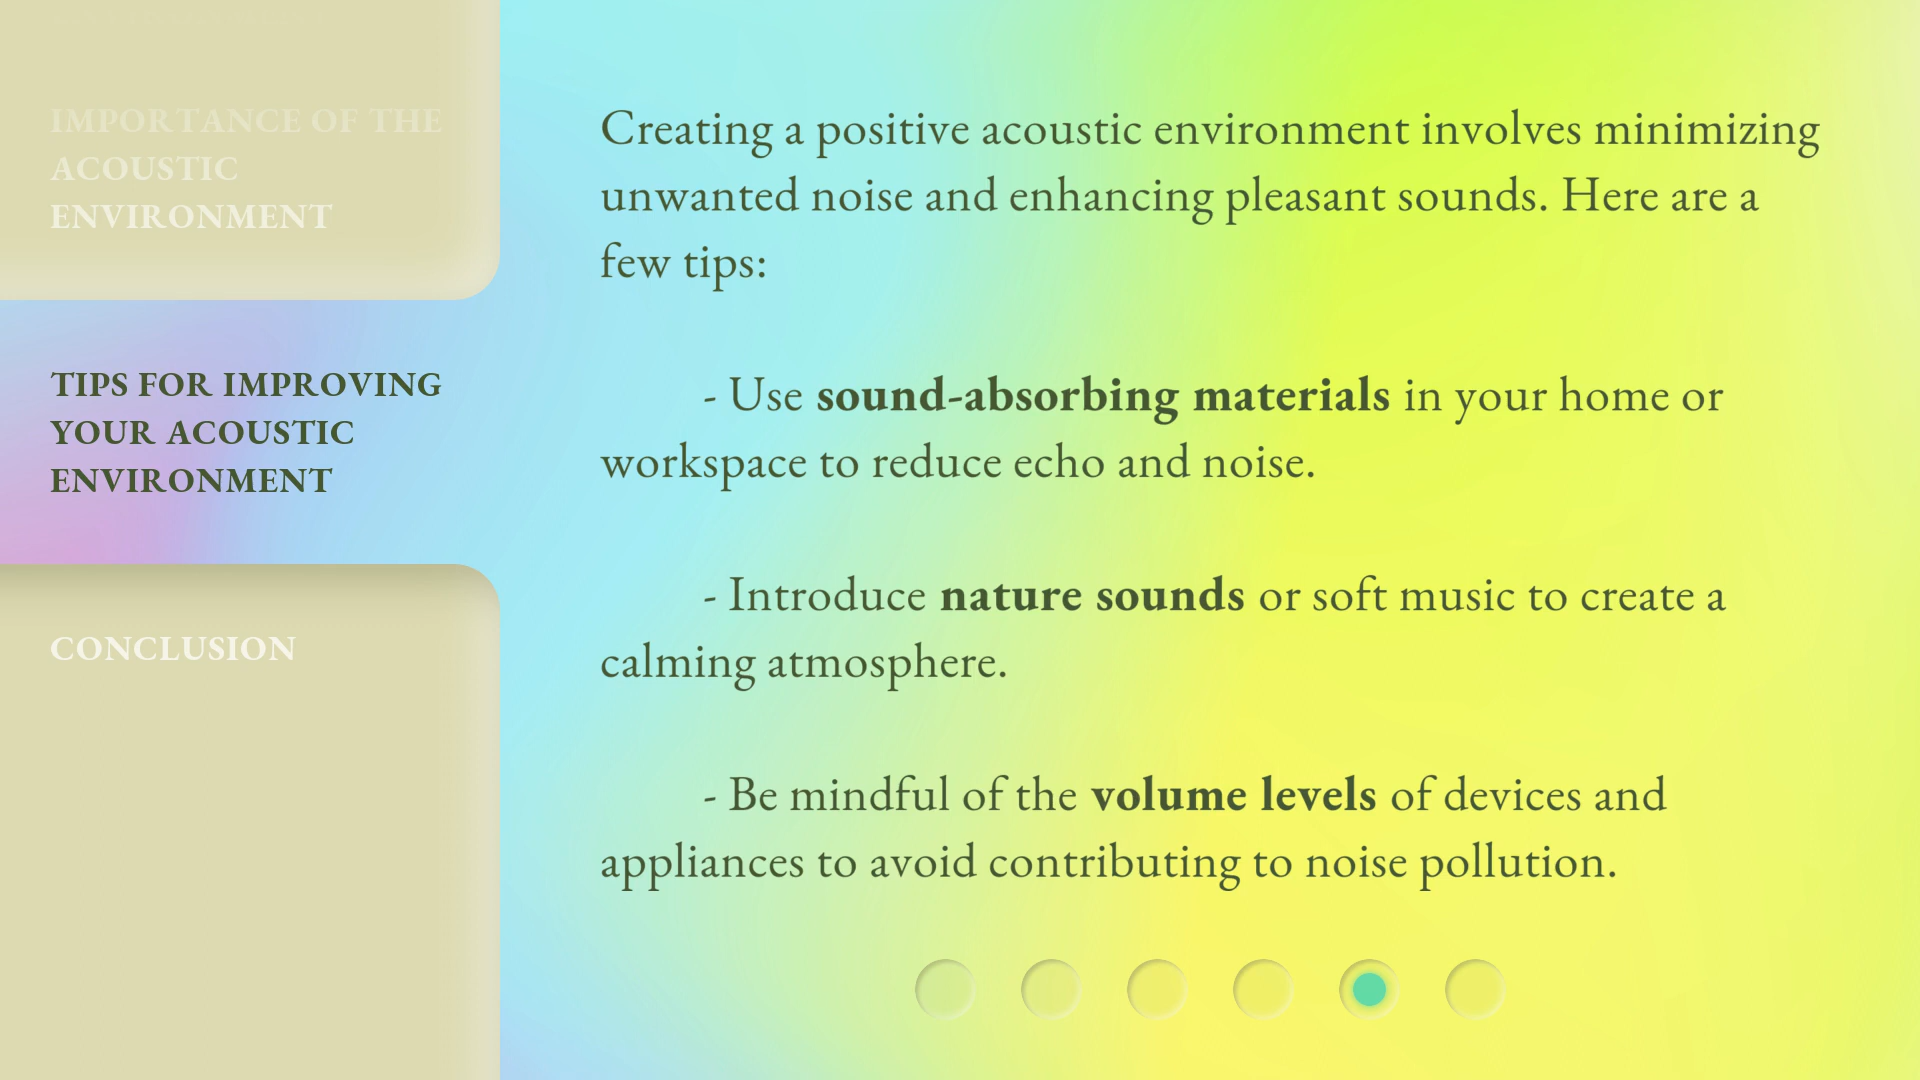 IMPORTANCE OF THE
ACOUSTIC
ENVIRONMENT
TIPS FOR IMPROVING
YOUR ACOUSTIC
ENVIRONMENT
CONCLUSION
Creating a positive acoustic environment involves minimizing
unwanted noise and enhancing pleasant sounds. Here are a
few tips:
- Use sound-absorbing materials in your home or
workspace to reduce echo and noise.
- Introduce nature sounds or soft music to create a
calming atmosphere.
- Be mindful of the volume levels of devices and
appliances to avoid contributing to noise pollution.